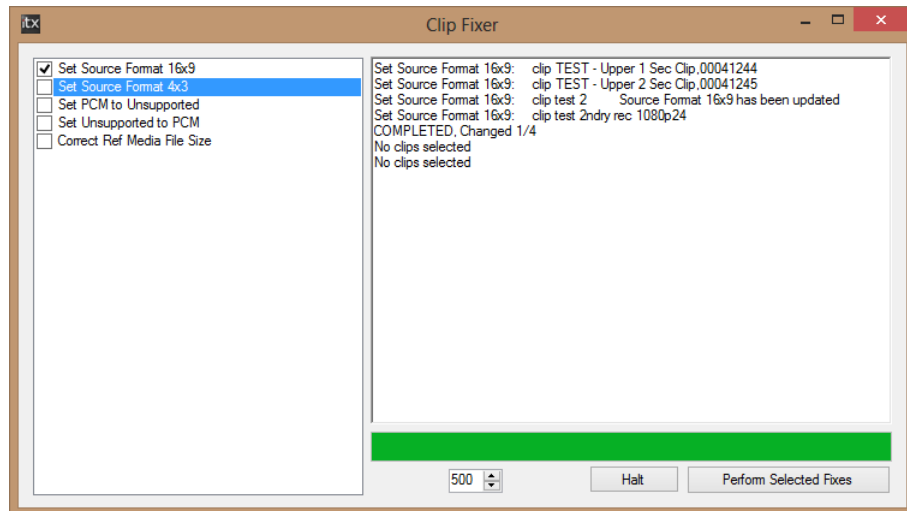 itx
Clip Fixer
Set Source Format 16x9
Set Source Format 4x3
Set PCM to Unsupported
Set Unsupported to PCM
Correct Ref Media File Size
Set Source Format 16x9: clip TEST - Upper 1 Sec Clip,00041244
Set Source Format 16x9: clip TEST - Upper 2 Sec Clip,00041245
Set Source Format 16x9: clip test 2 Source Format 16x9 has been updated
Set Source Format 16x9: clip test 2ndry rec 1080p24
COMPLETED, Changed 1/4
No clips selected
No clips selected
500
Halt
Perform Selected Fixes